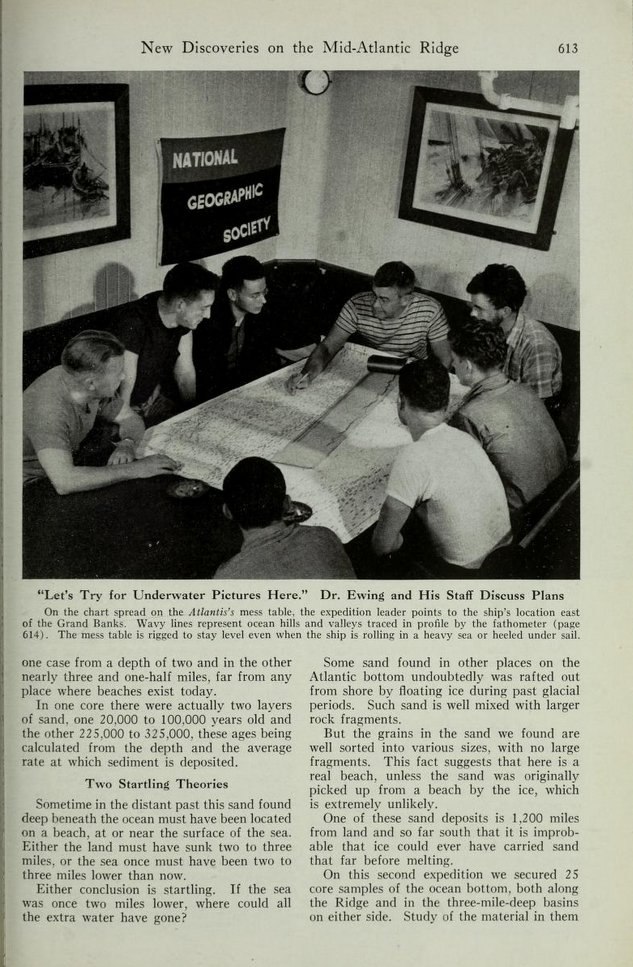 New Discoveries on the Mid-Atlantic Ridge 613
NATIONAL
GEOGRAPHIC
SOCIETY
"Let's Try for Underwater Pictures Here." Dr. Ewing and His Staff Discuss Plans
On the chart spread on the Atlantis's mess table, the expedition leader points to the ship's location east
of the Grand Banks. Wavy lines represent ocean hills and valleys traced in profile by the fathometer (page
614). The mess table is rigged to stay level even when the ship is rolling in a heavy sea or heeled under sail.
one case from a depth of two and in the other
nearly three and one-half miles, far from any
place where beaches exist today.
In one core there were actually two layers
of sand, one 20,000 to 100,000 years old and
the other 225,000 to 325,000, these ages being
calculated from the depth and the average
rate at which sediment is deposited.
Two Startling Theories
Sometime in the distant past this sand found
deep beneath the ocean must have been located
on a beach, at or near the surface of the sea.
Either the land must have sunk two to three
miles, or the sea once must have been two to
three miles lower than now.
Either conclusion is startling. If the sea
was once two miles lower, where could all
the extra water have gone?
Some sand found in other places on the
Atlantic bottom undoubtedly was rafted out
from shore by floating ice during past glacial
periods. Such sand is well mixed with larger
rock fragments.
But the grains in the sand we found are
well sorted into various sizes, with no large
fragments. This fact suggests that here is a
real beach, unless the sand was originally
picked up from a beach by the ice, which
is extremely unlikely.
One of these sand deposits is 1,200 miles
from land and so far south that it is improb-
able that ice could ever have carried sand
that far before melting.
On this second expedition we secured 25
core samples of the ocean bottom, both along
the Ridge and in the three-mile-deep basins
on either side. Study of the material in them